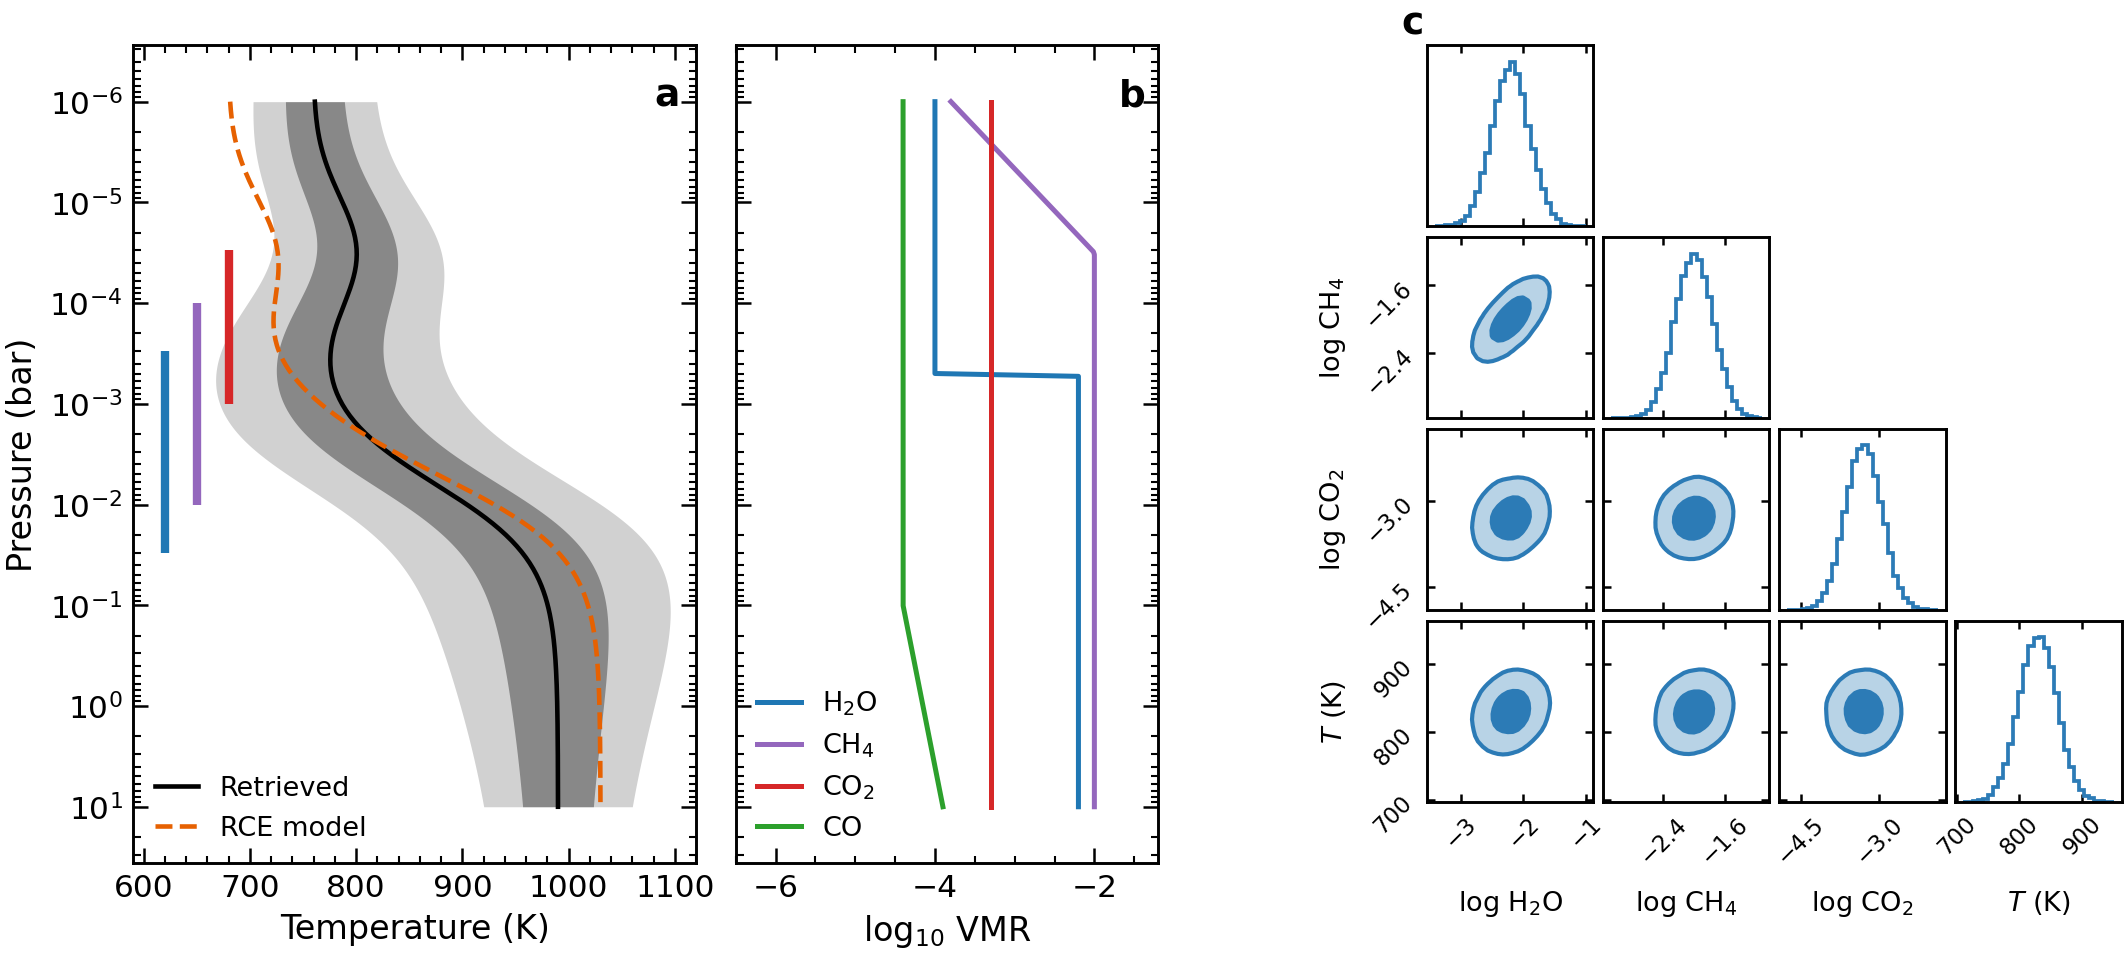 c
a
b
10⁻⁶
10⁻⁵
10⁻⁴
10⁻³
10⁻²
10⁻¹
10⁰
10¹
Pressure (bar)
Retrieved
RCE model
600 700 800 900 1000 1100
Temperature (K)
H₂O
CH₄
CO₂
CO
−6 −4 −2
log₁₀ VMR
log CH₄
−1.6
−2.4
log CO₂
−3.0
−4.5
T (K)
900
800
700
−3 −2 −1 −2.4 −1.6 −4.5 −3.0 700 800 900
log H₂O log CH₄ log CO₂ T (K)